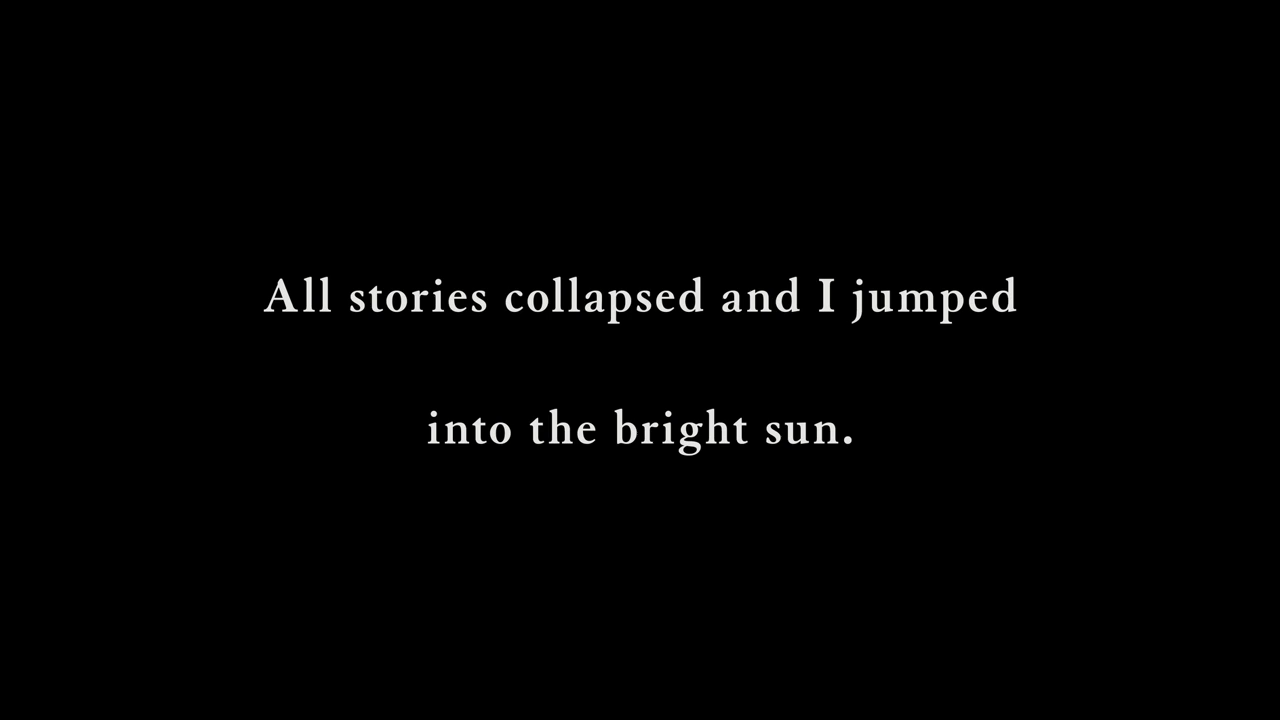 All stories collapsed and I jumped
into the bright sun.